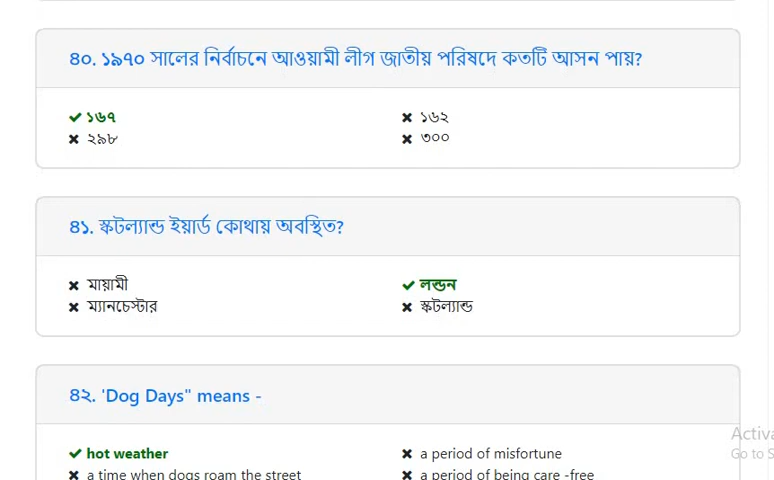 ৪০. ১৯৭০ সালের নির্বাচনে আওয়ামী লীগ জাতীয় পরিষদে কতটি আসন পায়?
১৬৭
১৬২
২৯৮
৩০০
৪১. স্কটল্যান্ড ইয়ার্ড কোথায় অবস্থিত?
মায়ামী
লন্ডন
ম্যানচেস্টার
স্কটল্যান্ড
৪২. 'Dog Days" means -
hot weather
a period of misfortune
a time when dogs roam the street
a period of being care -free
Activa
Go to S